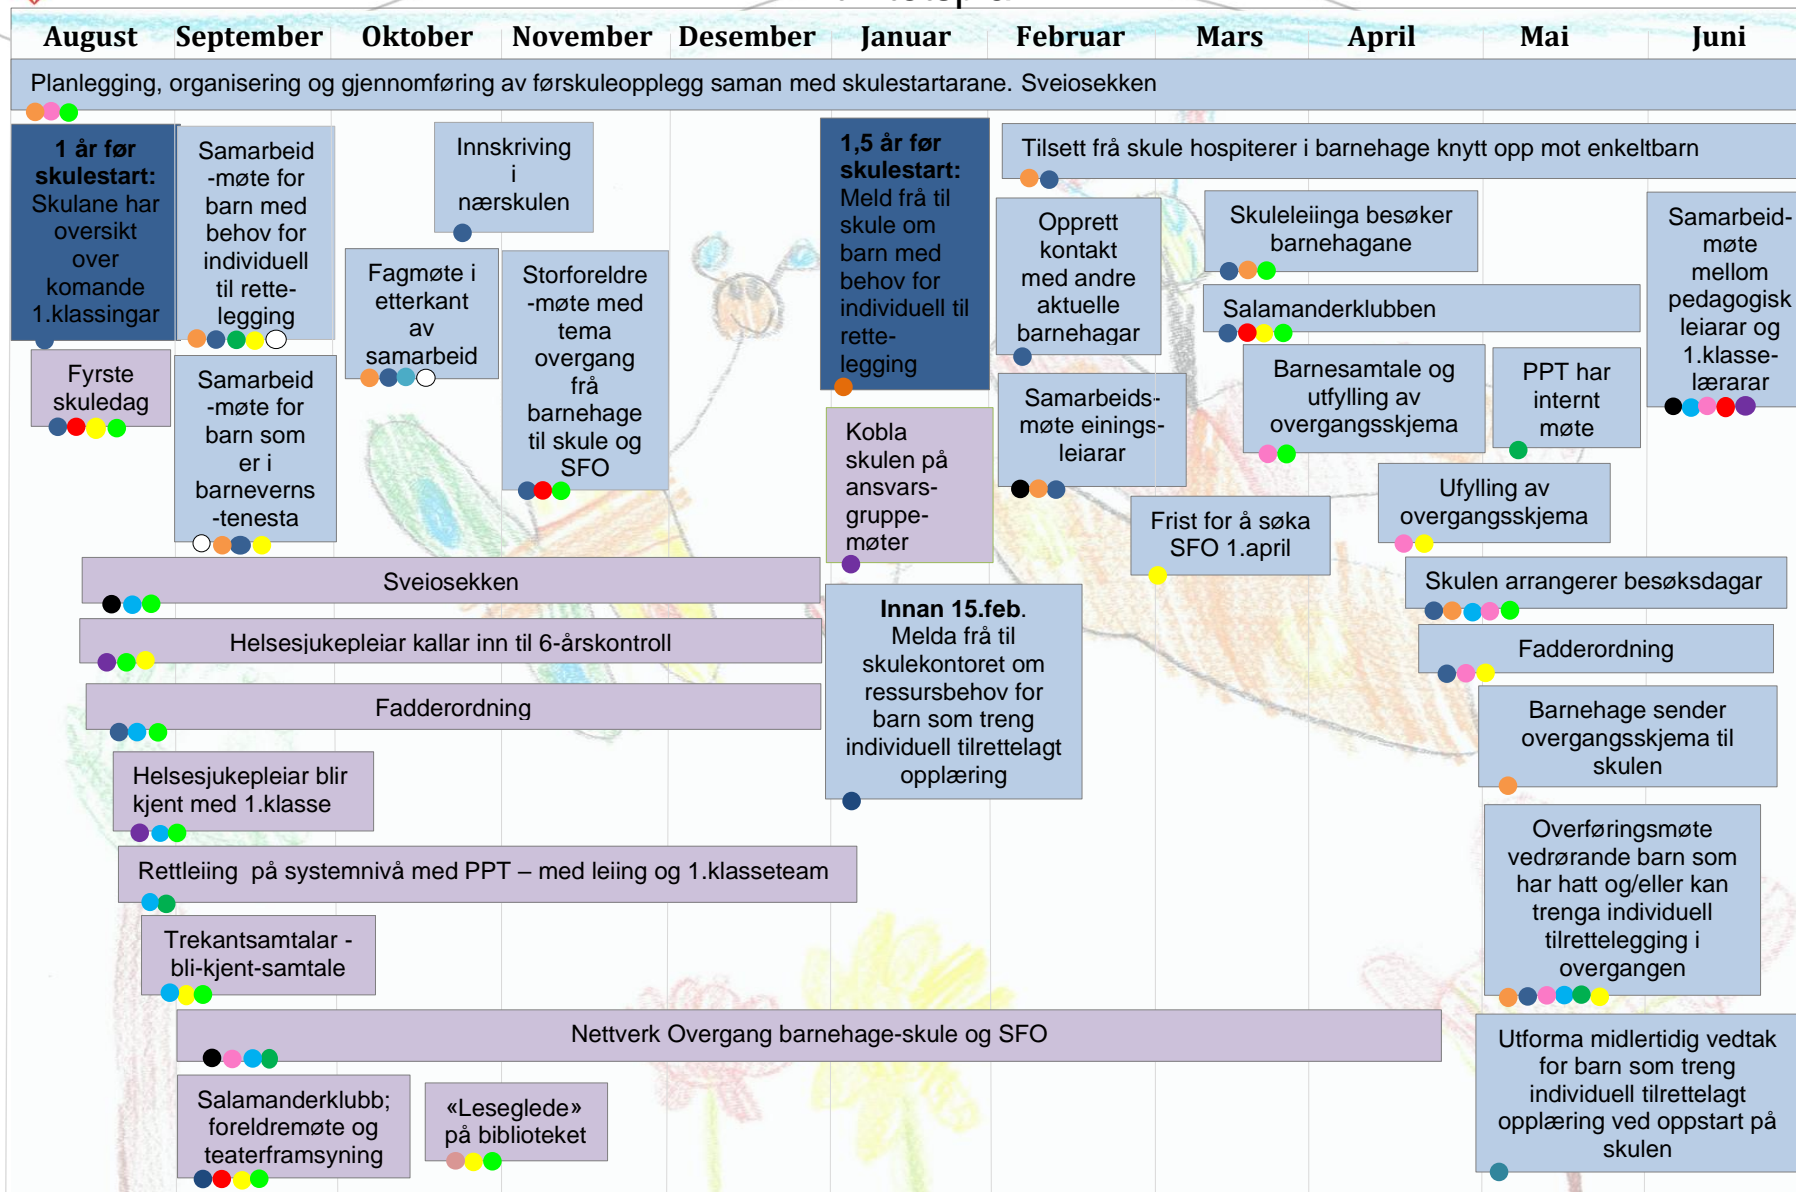 August September Oktober November Desember Januar Februar Mars April Mai Juni
Planlegging, organisering og gjennomføring av førskuleopplegg saman med skulestartarane. Sveiosekken
1 år før
skulestart:
Skulane har
oversikt
over
komande
1.klassingar
Samarbeid
-møte for
barn med
behov for
individuell
til rette-
legging
Innskriving
i
nærskulen
1,5 år før
skulestart:
Meld frå til
skule om
barn med
behov for
individuell til
rette-
legging
Tilsett frå skule hospiterer i barnehage knytt opp mot enkeltbarn
Fyrste
skuledag
Samarbeid
-møte for
barn som
er i
barneverns
-tenesta
Fagmøte i
etterkant
av
samarbeid
Storforeldre
-møte med
tema
overgang
frå
barnehage
til skule og
SFO
Kobla
skulen på
ansvars-
gruppe-
møter
Opprett
kontakt
med andre
aktuelle
barnehagar
Samarbeids-
møte einings-
leiarar
Skuleleiinga besøker
barnehagane
Salamanderklubben
Barnesamtale og
utfylling av
overgangsskjema
PPT har
internt
møte
Samarbeid-
møte
mellom
pedagogisk
leiarar og
1.klasse-
lærarar
Frist for å søka
SFO 1.april
Ufylling av
overgangsskjema
Sveiosekken
Helsesjukepleiar kallar inn til 6-årskontroll
Fadderordning
Innan 15.feb.
Melda frå til
skulekontoret om
ressursbehov for
barn som treng
individuell tilrettelagt
opplæring
Skulen arrangerer besøksdagar
Fadderordning
Barnehage sender
overgangsskjema til
skulen
Helsesjukepleiar blir
kjent med 1.klasse
Rettleiing på systemnivå med PPT – med leiing og 1.klasseteam
Trekantsamtalar -
bli-kjent-samtale
Overføringsmøte
vedrørande barn som
har hatt og/eller kan
trenga individuell
tilrettelegging i
overgangen
Nettverk Overgang barnehage-skule og SFO
Salamanderklubb;
foreldremøte og
teaterframsyning
«Leseglede»
på biblioteket
Utforma midlertidig vedtak
for barn som treng
individuell tilrettelagt
opplæring ved oppstart på
skulen